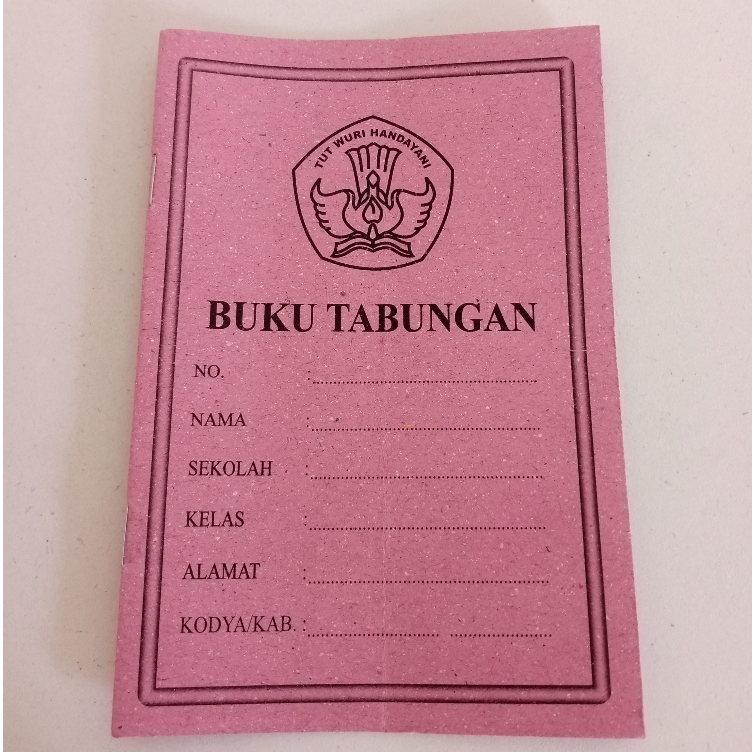 TUT WURI HANDAYANI
BUKU TABUNGAN
NO. :
NAMA :
SEKOLAH :
KELAS :
ALAMAT :
KODYA/KAB. :